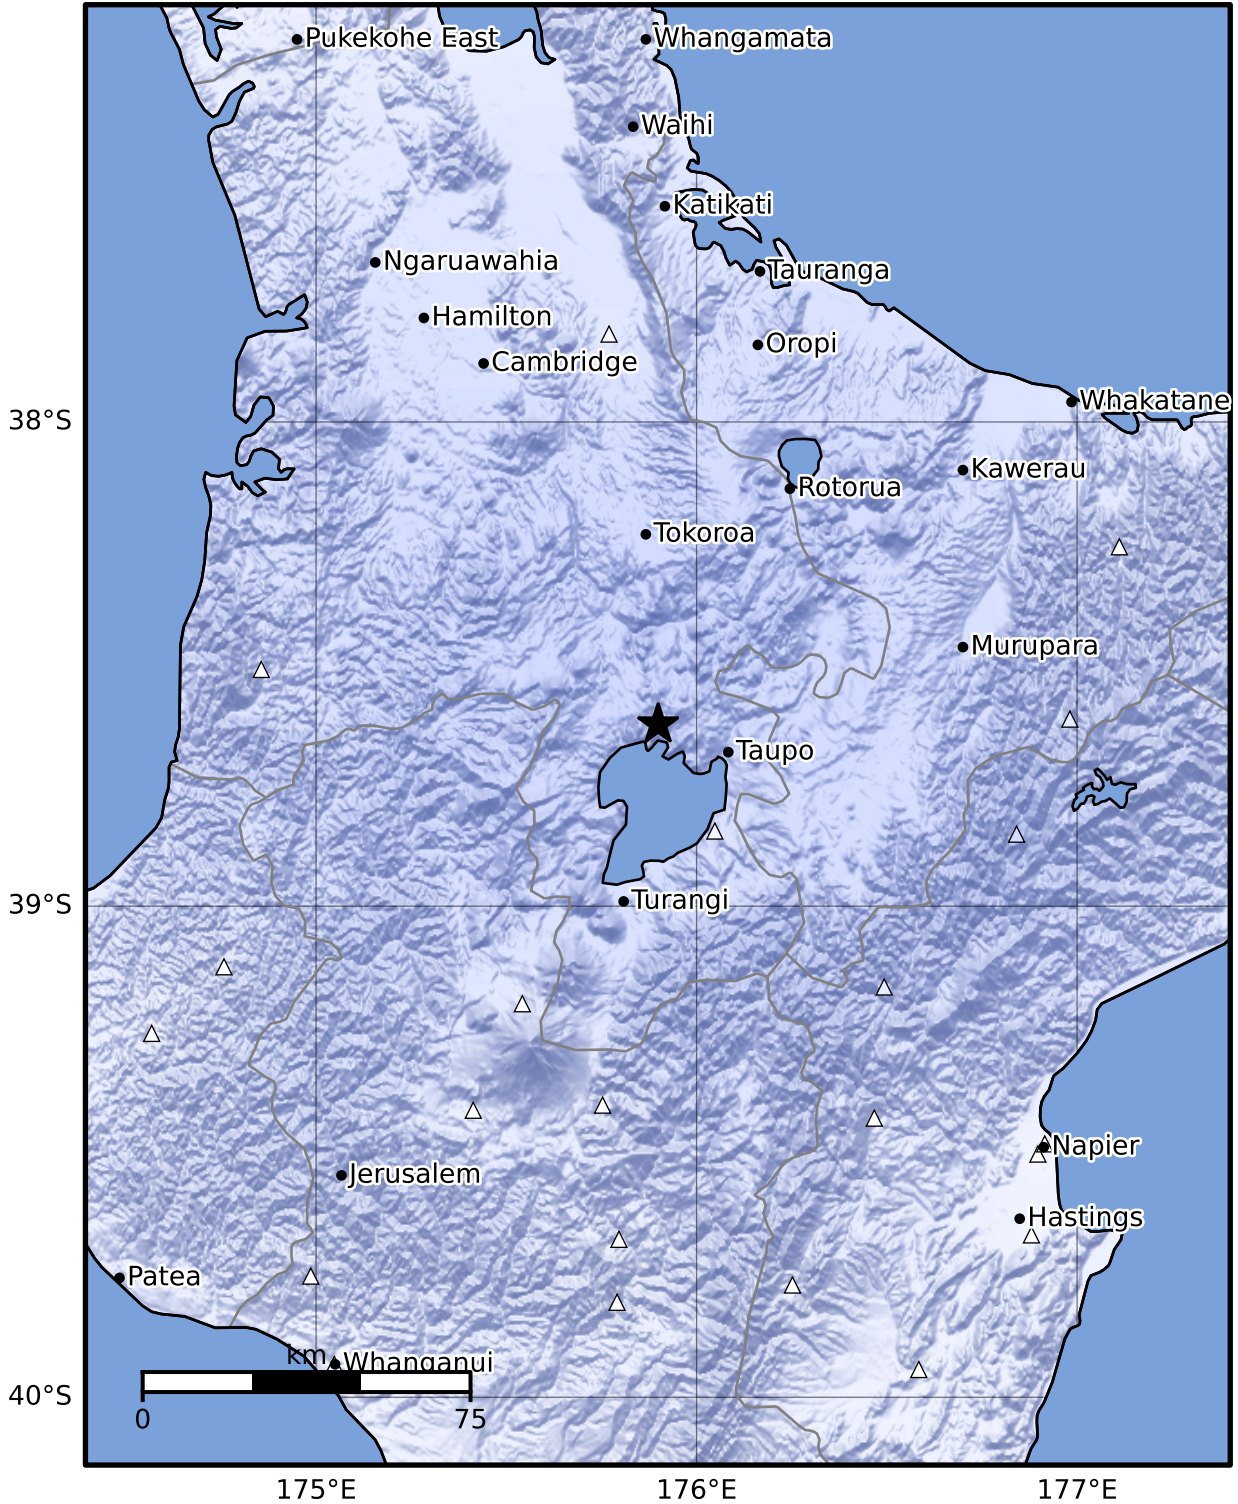 Pukekohe East
Whangamata
Waihi
Katikati
Ngaruawahia
Tauranga
Hamilton
Oropi
Cambridge
Whakatane
38°S
Kawerau
Rotorua
Tokoroa
Murupara
Taupo
39°S
Turangi
Napier
Jerusalem
Hastings
Patea
km
Whanganui
40°S
0
75
175°E
176°E
177°E